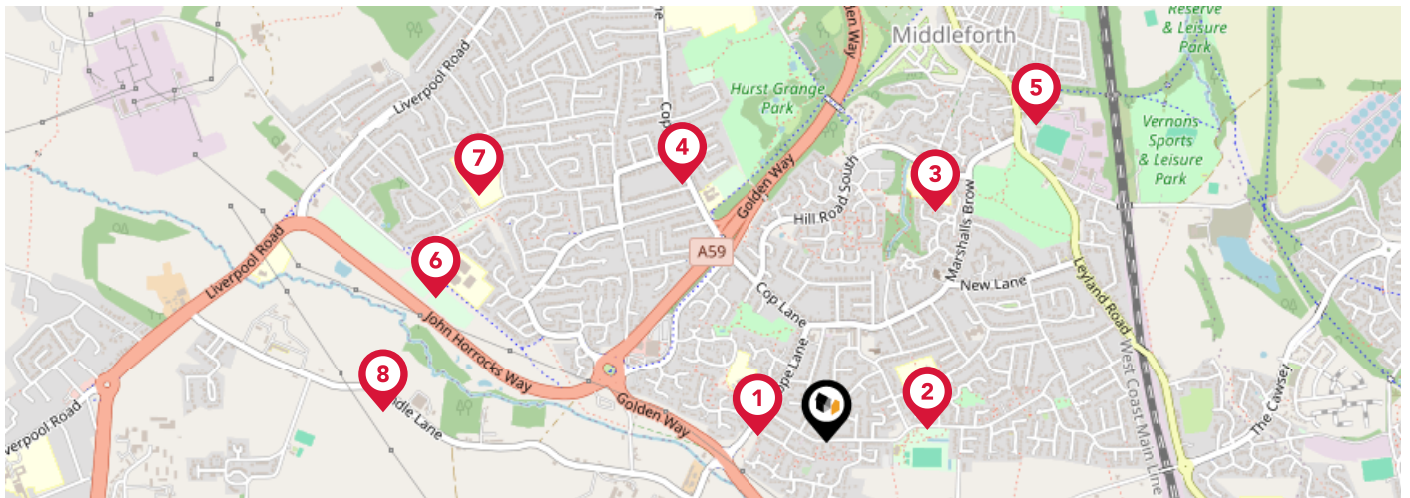 Middleforth
Reserve
& Leisure
Park
Liverpool Road
Hurst Grange
Park
5
Vernons
Sports
& Leisure
Park
4
7
3
Golden Way
Hill Road South
Marshalls Brow
A59
Liverpool Road
6
Cop Lane
New Lane
Leyland Road
John Horrocks Way
8
1
2
Golden Way
West Coast Main Line
The Cawsey